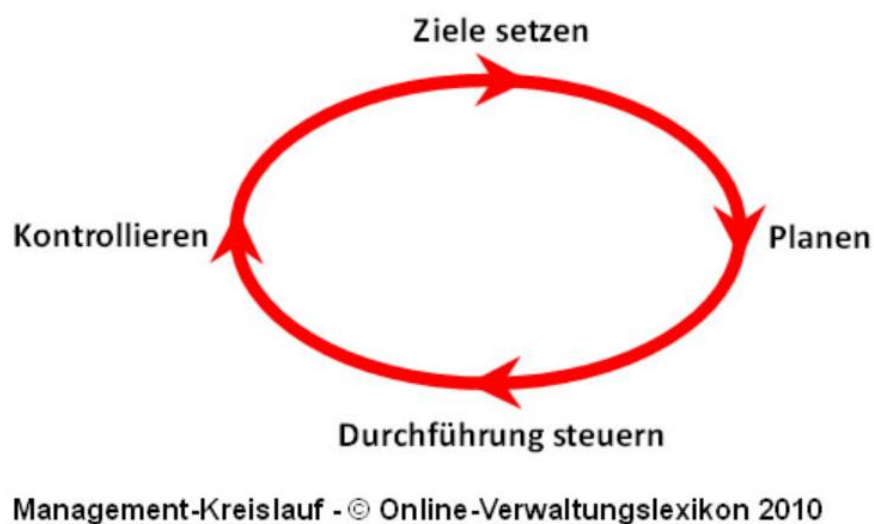 Ziele setzen
Kontrollieren
Planen
Durchführung steuern
Management-Kreislauf - © Online-Verwaltungslexikon 2010